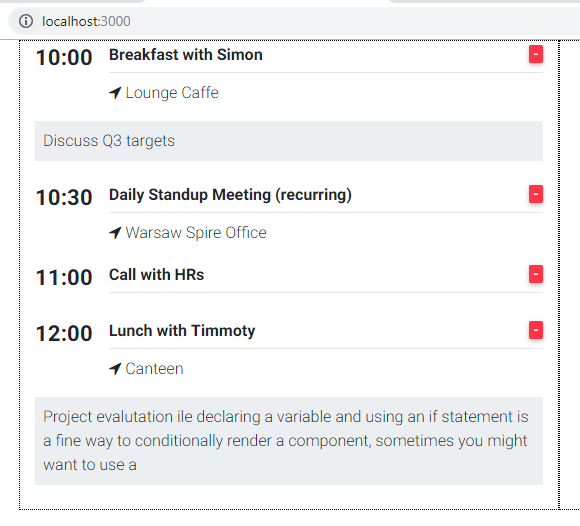 localhost:3000
10:00 Breakfast with Simon -
Lounge Caffe
Discuss Q3 targets
10:30 Daily Standup Meeting (recurring) -
Warsaw Spire Office
11:00 Call with HRs -
12:00 Lunch with Timmoty -
Canteen
Project evalutation ile declaring a variable and using an if statement is
a fine way to conditionally render a component, sometimes you might
want to use a